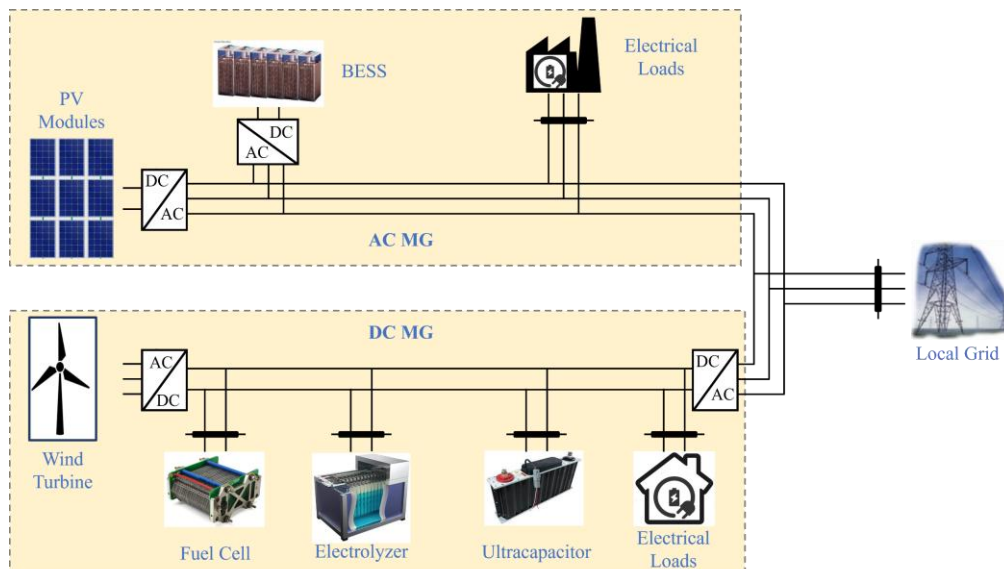 BESS
Electrical
Loads
PV
Modules
DC
AC
DC
AC
AC MG
Local Grid
DC MG
AC
DC
DC
AC
Wind
Turbine
Fuel Cell
Electrolyzer
Ultracapacitor
Electrical
Loads